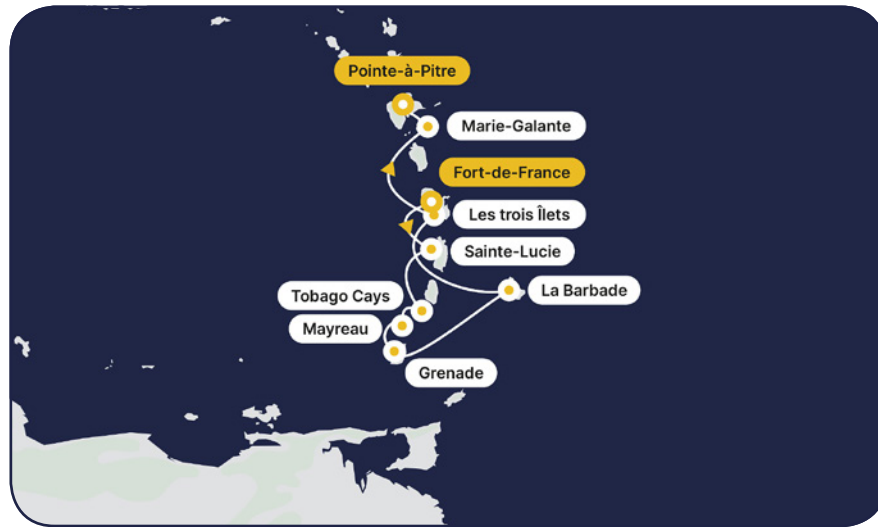 Pointe-à-Pitre
Marie-Galante
Fort-de-France
Les trois Îlets
Sainte-Lucie
La Barbade
Tobago Cays
Mayreau
Grenade